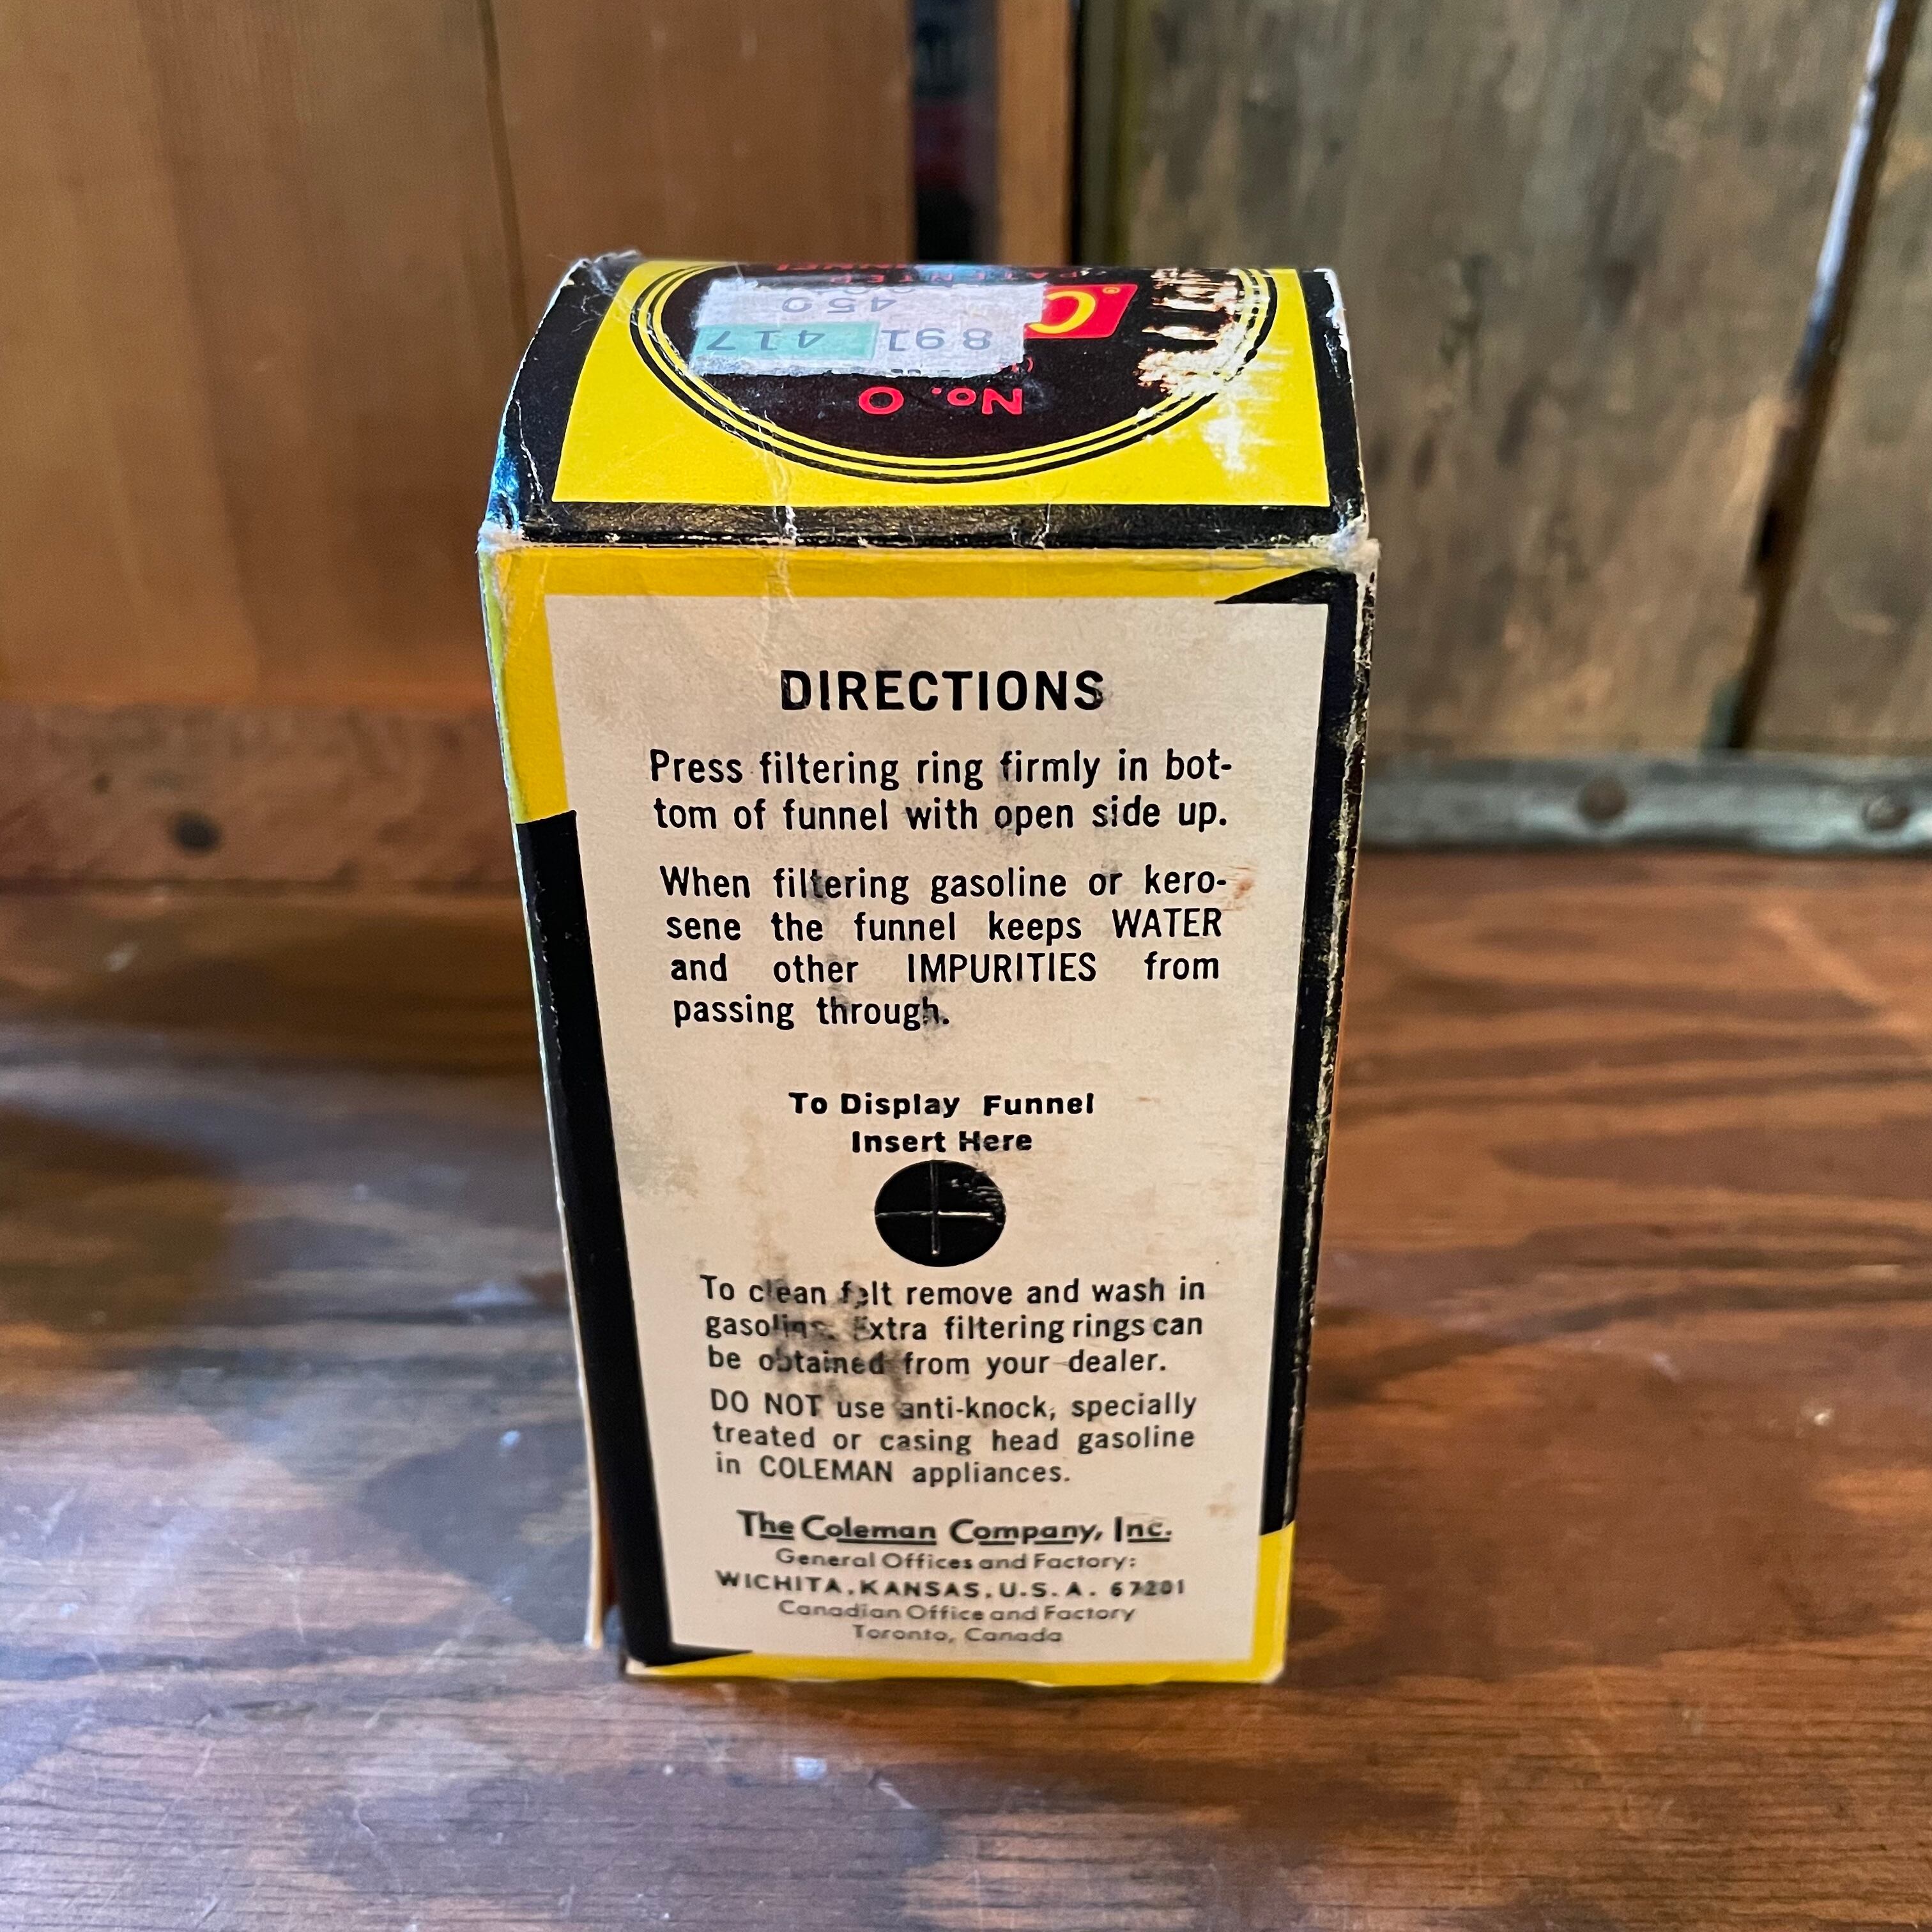 PATENTED
C®
450
891 417
No. 0
DIRECTIONS
Press filtering ring firmly in bot-
tom of funnel with open side up.
When filtering gasoline or kero-
sene the funnel keeps WATER
and other IMPURITIES from
passing through.
To Display Funnel
Insert Here
To clean felt remove and wash in
gasoline. Extra filtering rings can
be obtained from your dealer.
DO NOT use anti-knock, specially
treated or casing head gasoline
in COLEMAN appliances.
The Coleman Company, Inc.
General Offices and Factory:
WICHITA, KANSAS, U.S.A. 67201
Canadian Office and Factory
Toronto, Canada